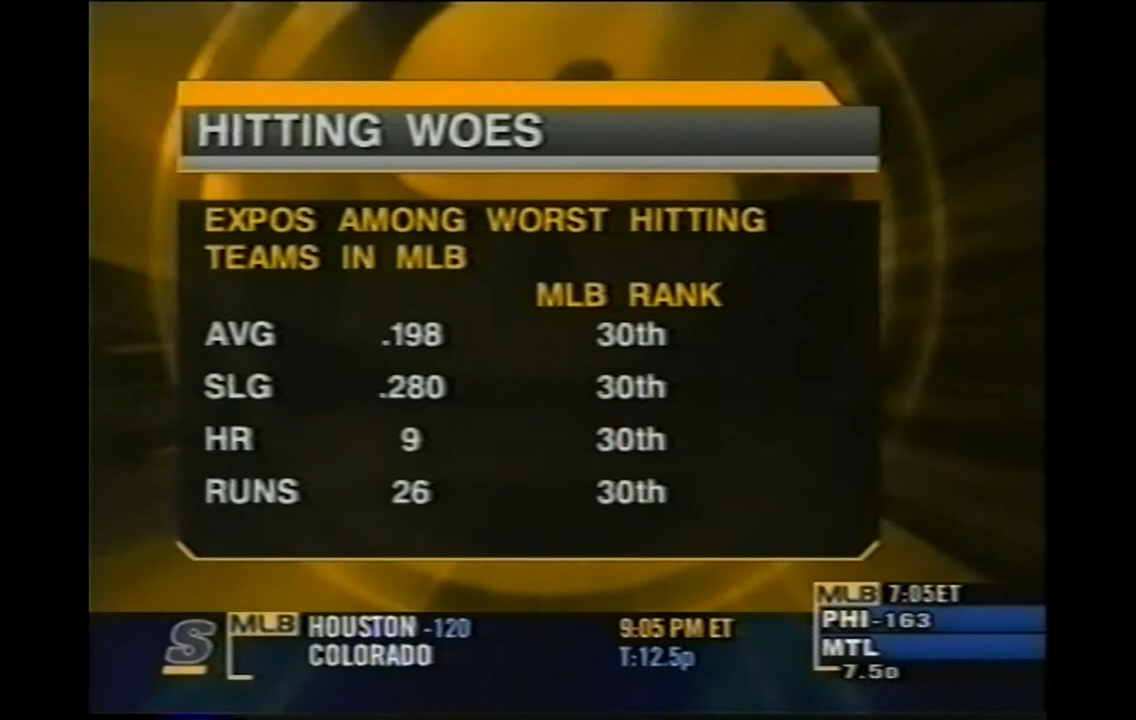 HITTING WOES
EXPOS AMONG WORST HITTING
TEAMS IN MLB
MLB RANK
AVG .198 30th
SLG .280 30th
HR 9 30th
RUNS 26 30th
S
MLB HOUSTON -120 9:05 PM ET
COLORADO T:12.5p
MLB 7:05ET
PHI -163
MTL
7.5o